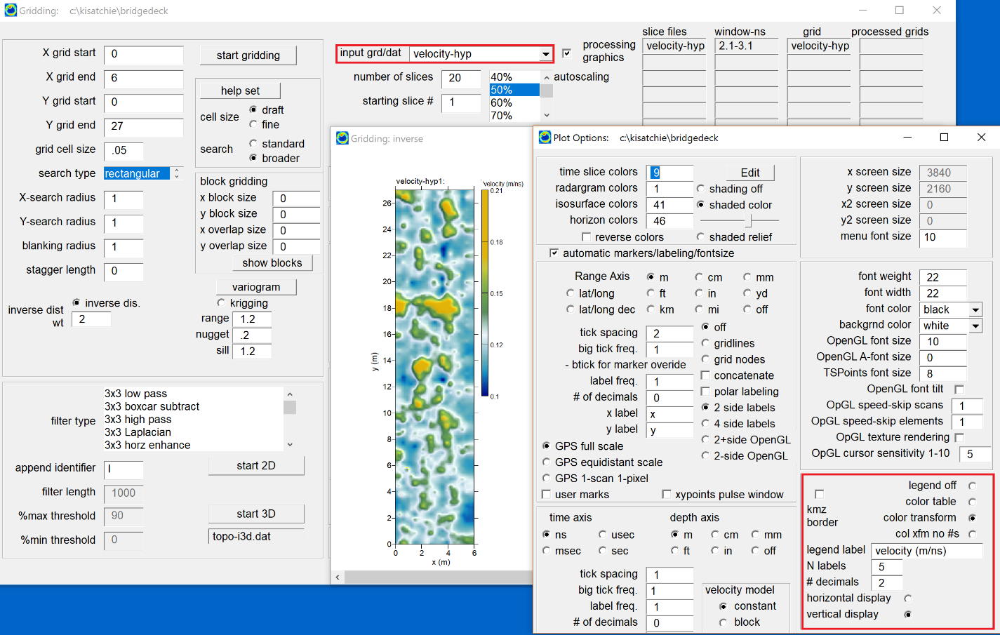 Gridding: c:\kisatchie\bridgedeck
X grid start 0
X grid end 6
Y grid start 0
Y grid end 27
grid cell size .05
search type rectangular
X-search radius 1
Y-search radius 1
blanking radius 1
stagger length 0
inverse dist wt 2
inverse dis.
start gridding
help set
cell size
draft
fine
search
standard
broader
block gridding
x block size 0
y block size 0
x overlap size 0
y overlap size 0
show blocks
variogram
krigging
range 1.2
nugget .2
sill 1.2
filter type
3x3 low pass
3x3 boxcar subtract
3x3 high pass
3x3 Laplacian
3x3 horz enhance
append identifier l
filter length 1000
%max threshold 90
%min threshold 0
start 2D
start 3D
topo-i3d.dat
input grd/dat velocity-hyp
processing graphics
number of slices 20
starting slice # 1
40%
50%
60%
70%
autoscaling
slice files window-ns grid processed grids
velocity-hyp 2.1-3.1 velocity-hyp
Gridding: inverse
velocity-hyp1:
velocity (m/ns)
0.21
0.18
0.15
0.12
0.1
26
24
22
20
18
16
14
12
10
8
6
4
2
0
y (m)
0 2 4 6
x (m)
Plot Options: c:\kisatchie\bridgedeck
time slice colors 9
radargram colors 1
isosurface colors 41
horizon colors 46
Edit
shading off
shaded color
reverse colors
shaded relief
automatic markers/labeling/fontsize
Range Axis m cm mm
lat/long ft in yd
lat/long dec km mi off
tick spacing 2
big tick freq. 1
- btick for marker overide
label freq. 1
# of decimals 0
x label x
y label y
off
gridlines
grid nodes
concatenate
polar labeling
2 side labels
4 side labels
2+side OpenGL
2-side OpenGL
GPS full scale
GPS equidistant scale
GPS 1-scan 1-pixel
user marks
xypoints pulse window
time axis
ns usec
msec sec
depth axis
m cm mm
ft in off
tick spacing 1
big tick freq. 1
label freq. 1
# of decimals 0
velocity model
constant
block
x screen size 3840
y screen size 2160
x2 screen size 0
y2 screen size 0
menu font size 10
font weight 22
font width 22
font color black
backgrnd color white
OpenGL font size 10
OpenGL A-font size 0
TSPoints font size 8
OpenGL font tilt
OpGL speed-skip scans 1
OpGL speed-skip elements 1
OpGL texture rendering
OpGL cursor sensitivity 1-10 5
kmz border
legend off
color table
color transform
col xfm no #s
legend label velocity (m/ns)
N labels 5
# decimals 2
horizontal display
vertical display